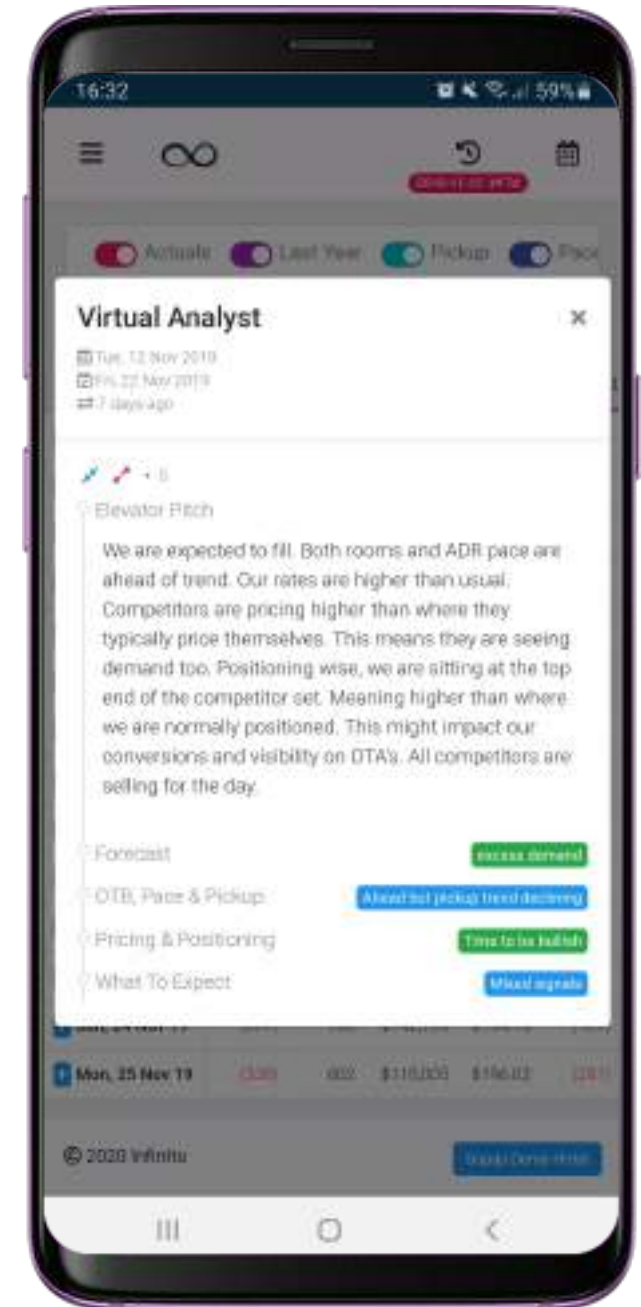 16:32
59%
Actuals Last Year Pickup Pace
Virtual Analyst
Tue, 12 Nov 2019
Fri, 22 Nov 2019
7 days ago
Elevator Pitch
We are expected to fill. Both rooms and ADR pace are
ahead of trend. Our rates are higher than usual.
Competitors are pricing higher than where they
typically price themselves. This means they are seeing
demand too. Positioning wise, we are sitting at the top
end of the competitor set. Meaning higher than where
we are normally positioned. This might impact our
conversions and visibility on OTA's. All competitors are
selling for the day.
Forecast excess demand
OTB, Pace & Pickup Ahead but pickup trend declining
Pricing & Positioning Time to be bullish
What To Expect Mixed signals
Mon, 25 Nov 19
© 2020 Infinito